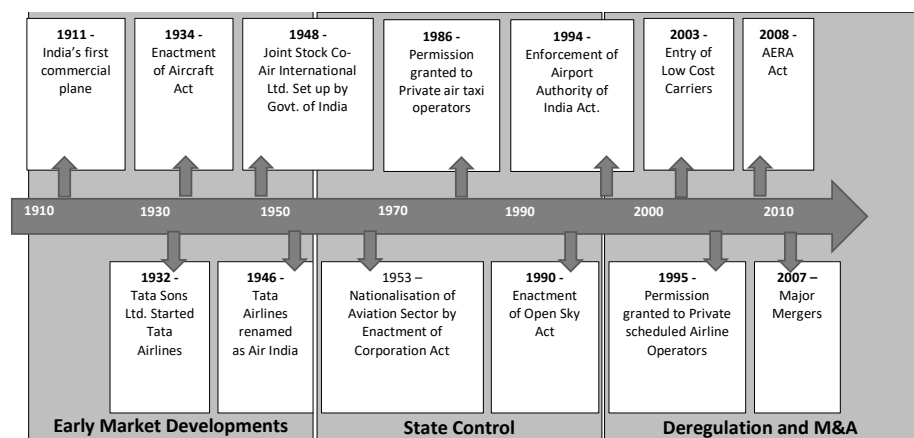 1911 -
India's first
commercial
plane
1934 -
Enactment
of Aircraft
Act
1948 -
Joint Stock Co-
Air International
Ltd. Set up by
Govt. of India
1986 -
Permission
granted to
Private air taxi
operators
1994 -
Enforcement of
Airport
Authority of
India Act.
2003 -
Entry of
Low Cost
Carriers
2008 -
AERA
Act
1910
1930
1950
1970
1990
2000
2010
1932 -
Tata Sons
Ltd. Started
Tata
Airlines
1946 -
Tata
Airlines
renamed
as Air India
1953 –
Nationalisation of
Aviation Sector by
Enactment of
Corporation Act
1990 -
Enactment
of Open Sky
Act
1995 -
Permission
granted to Private
scheduled Airline
Operators
2007 –
Major
Mergers
Early Market Developments
State Control
Deregulation and M&A